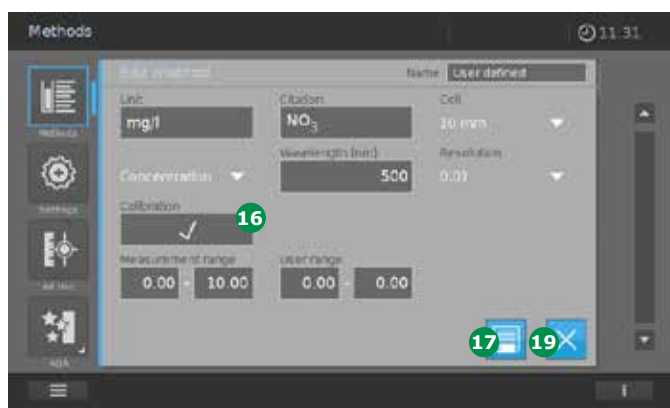 Methods 11:31
Edit method Name User defined
Unit Citation Cell
mg/l NO3 10 mm
Wavelength (nm) Resolution
Concentration 500 0.01
Methods
Settings
Calibration
16
Measurement range User range
0.00 - 10.00 0.00 - 0.00
Ad Hoc
17 19
AQA
i